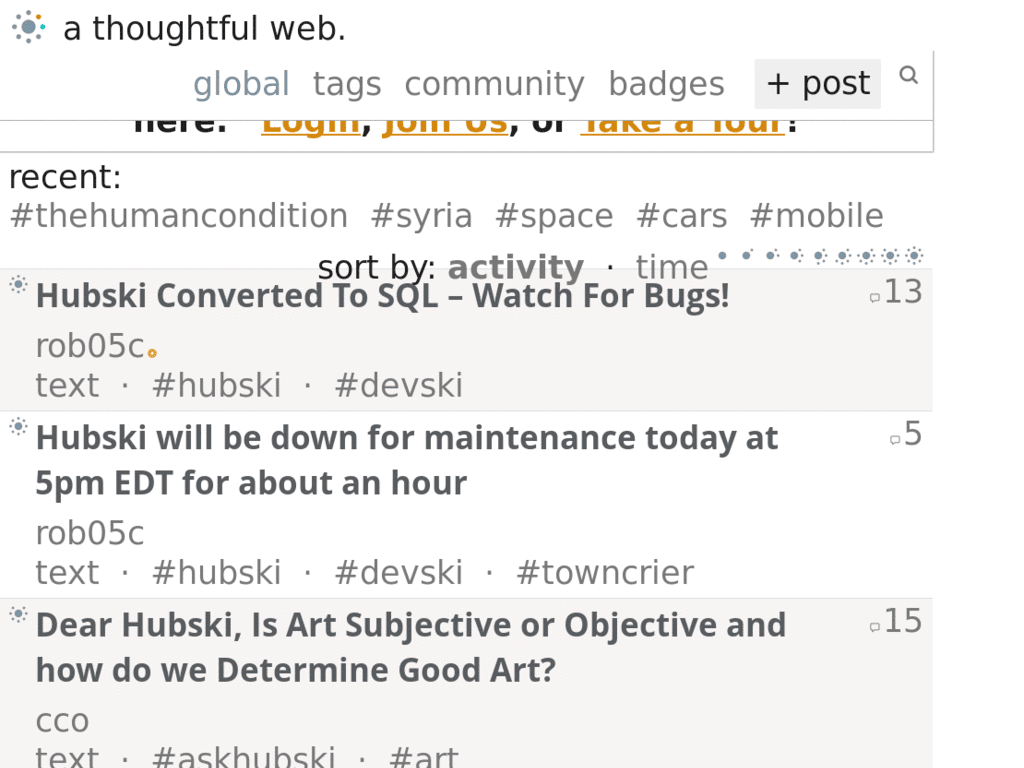 a thoughtful web.
global tags community badges + post
here. Login, Join Us, or Take a Tour!
recent:
#thehumancondition #syria #space #cars #mobile
sort by: activity · time
Hubski Converted To SQL – Watch For Bugs! 13
rob05c
text · #hubski · #devski
Hubski will be down for maintenance today at 5
5pm EDT for about an hour
rob05c
text · #hubski · #devski · #towncrier
Dear Hubski, Is Art Subjective or Objective and 15
how do we Determine Good Art?
cco
text · #askhubski · #art